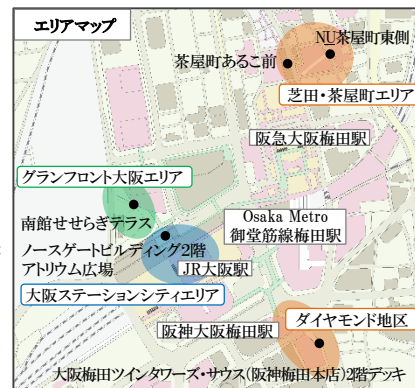 エリアマップ
NU茶屋町東側
茶屋町あるこ前
芝田・茶屋町エリア
阪急大阪梅田駅
グランフロント大阪エリア
南館せせらぎテラス
Osaka Metro
御堂筋線梅田駅
ノースゲートビルディング2階
アトリウム広場
JR大阪駅
大阪ステーションシティエリア
ダイヤモンド地区
阪神大阪梅田駅
大阪梅田ツインタワーズ・サウス(阪神梅田本店)2階デッキ